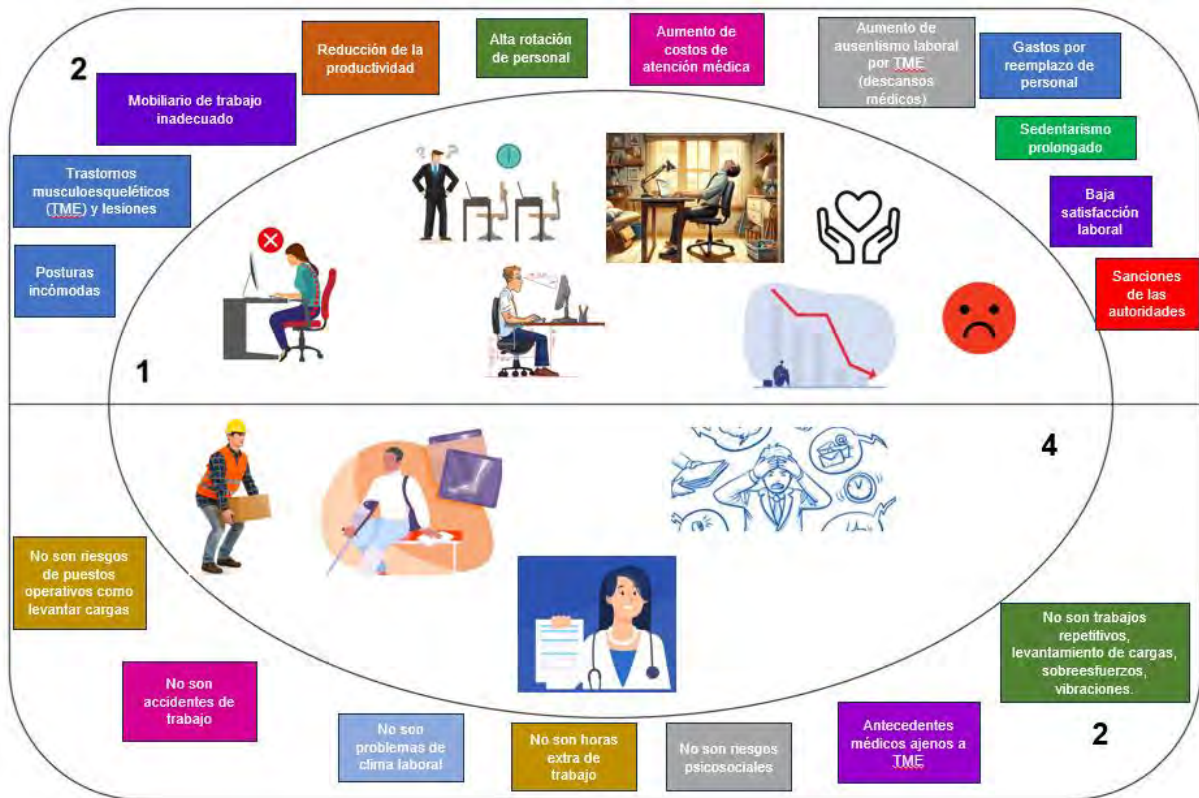 2
Mobiliario de trabajo
inadecuado
Reducción de la
productividad
Alta rotación
de personal
Aumento de
costos de
atención médica
Aumento de
ausentismo laboral
por TME
(descansos
médicos)
Gastos por
reemplazo de
personal
Sedentarismo
prolongado
Trastornos
musculoesqueléticos
(TME) y lesiones
Baja
satisfacción
laboral
Posturas
incómodas
Sanciones
de las
autoridades
1
4
No son riesgos
de puestos
operativos como
levantar cargas
No son trabajos
repetitivos,
levantamiento de cargas,
sobreesfuerzos,
vibraciones.
No son
accidentes de
trabajo
No son
problemas de
clima laboral
No son horas
extra de
trabajo
No son riesgos
psicosociales
Antecedentes
médicos ajenos a
TME
2